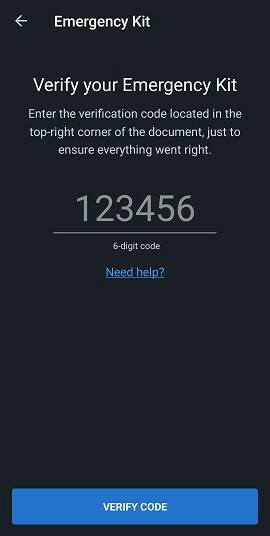 Emergency Kit
Verify your Emergency Kit
Enter the verification code located in the
top-right corner of the document, just to
ensure everything went right.
123456
6-digit code
Need help?
VERIFY CODE